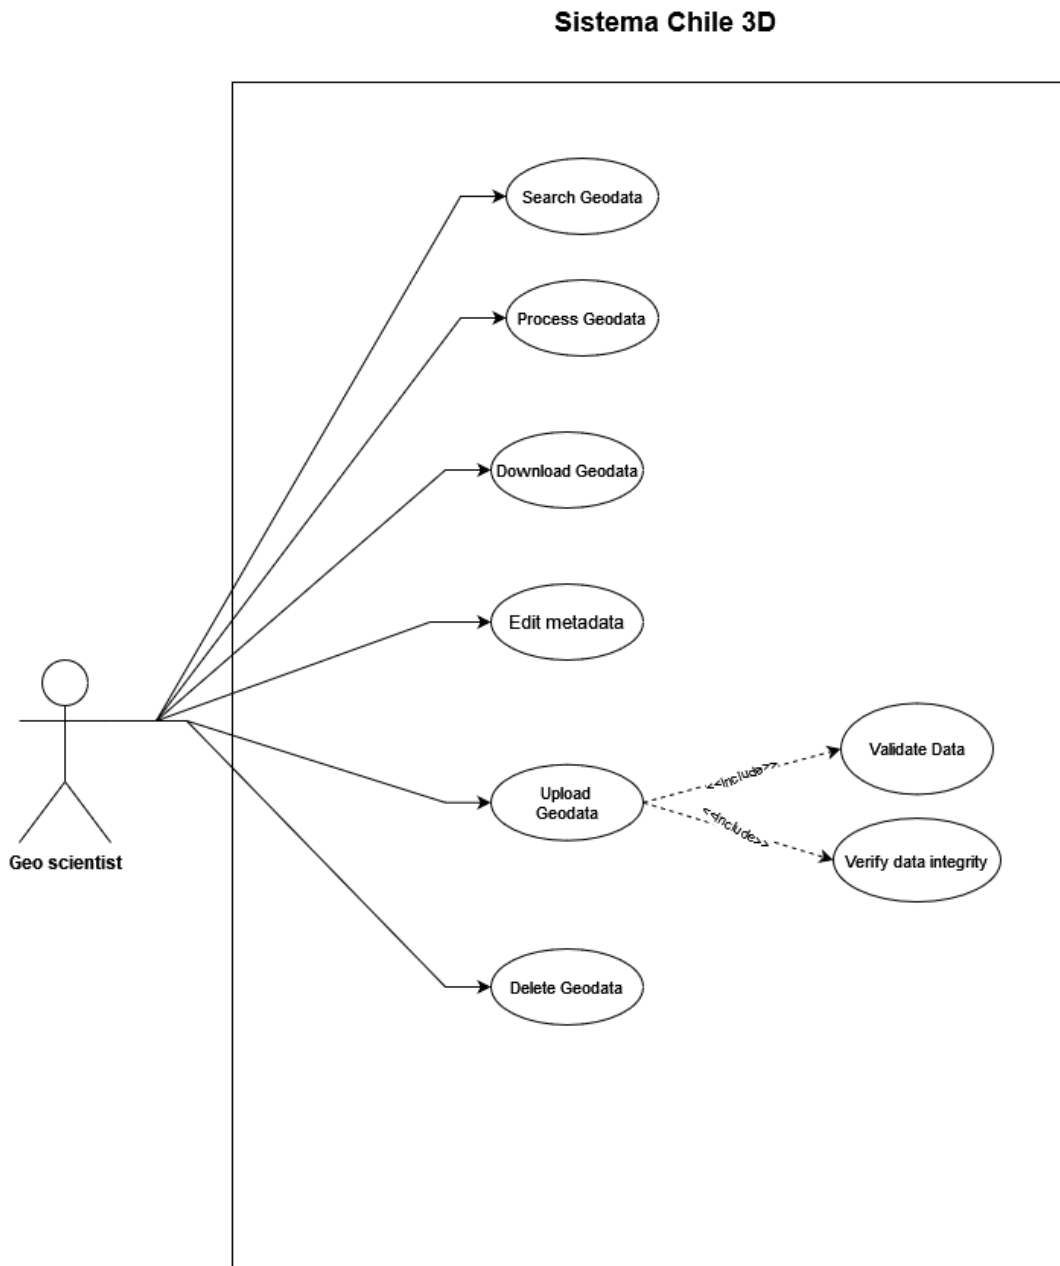 Sistema Chile 3D
Search Geodata
Process Geodata
Download Geodata
Edit metadata
Validate Data
<<include>>
Upload
Geodata
<<include>>
Verify data integrity
Geo scientist
Delete Geodata